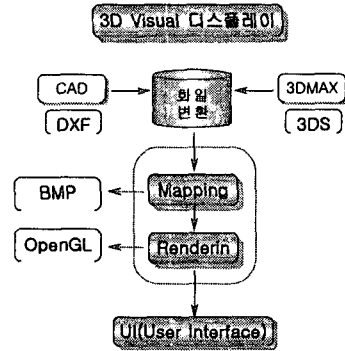 3D Visual 디스플레이
CAD
화일
3DMAX
DXF
변환
3DS
BMP
Mapping
OpenGL
Renderin
UI(User Interface)